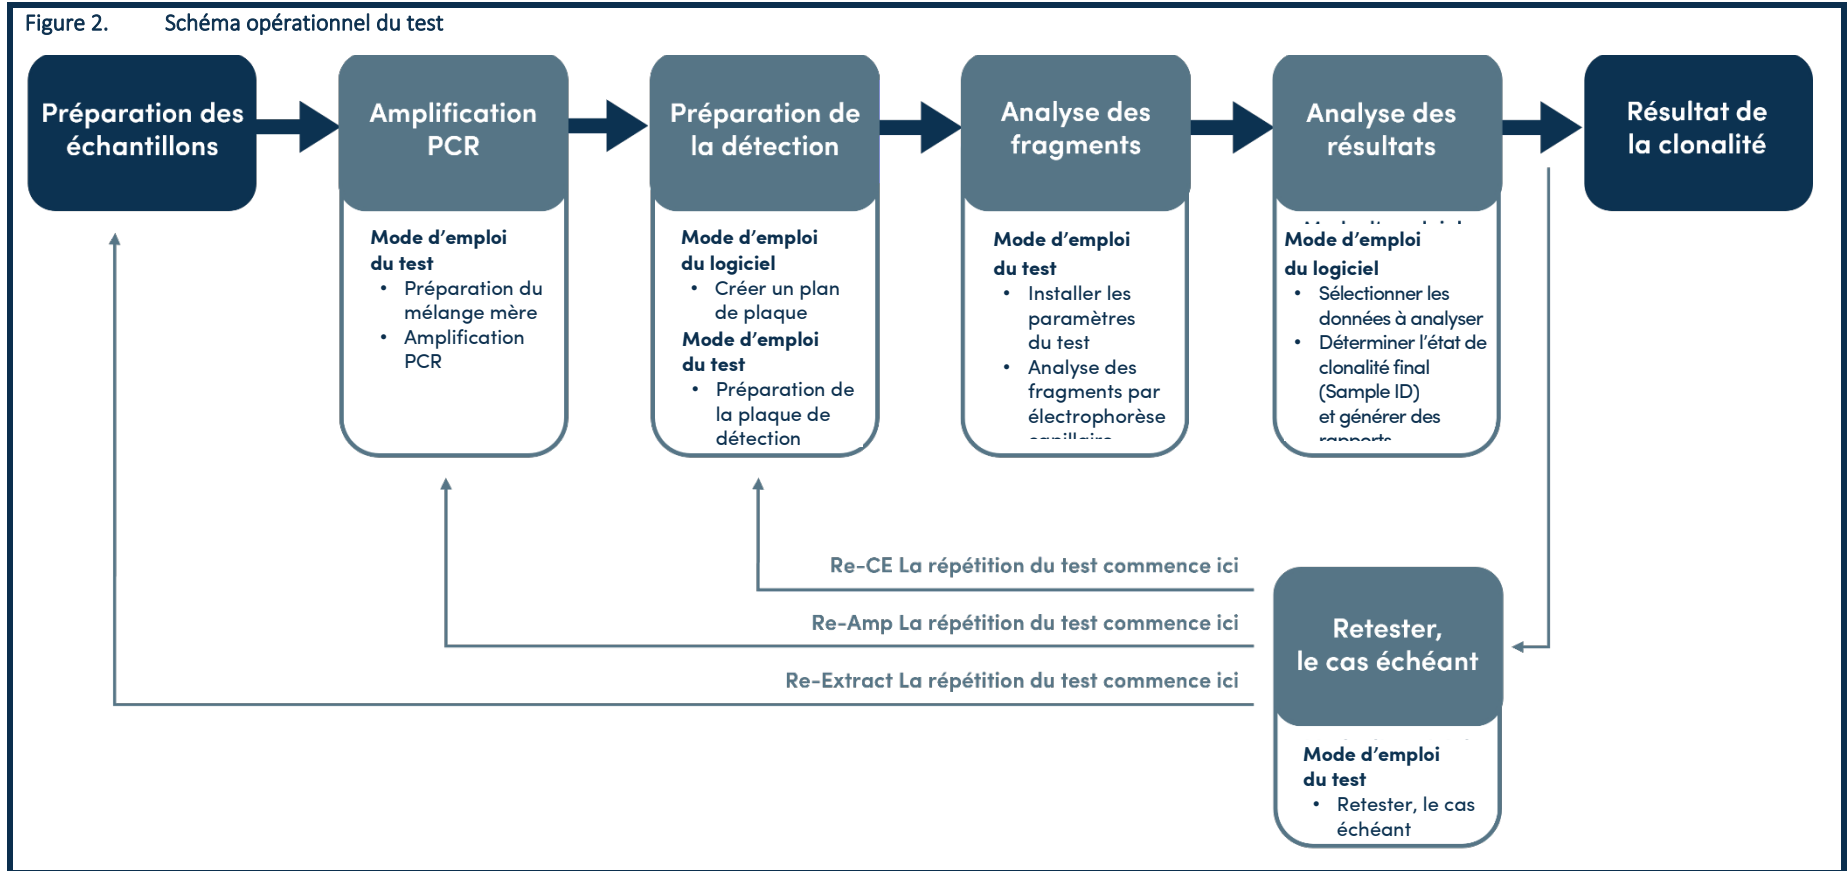 Figure 2. Schéma opérationnel du test
Préparation des
échantillons
Amplification
PCR
Mode d'emploi
du test
• Préparation du
mélange mère
• Amplification
PCR
Préparation de
la détection
Mode d'emploi
du logiciel
• Créer un plan
de plaque
Mode d'emploi
du test
• Préparation de
la plaque de
détection
Analyse des
fragments
Mode d'emploi
du test
• Installer les
paramètres
du test
• Analyse des
fragments par
électrophorèse
capillaire
Analyse des
résultats
Mode d'emploi
du logiciel
• Sélectionner les
données à analyser
• Déterminer l'état de
clonalité final
(Sample ID)
et générer des
rapports
Résultat de
la clonalité
Re-CE La répétition du test commence ici
Re-Amp La répétition du test commence ici
Re-Extract La répétition du test commence ici
Retester,
le cas échéant
Mode d'emploi
du test
• Retester, le cas
échéant